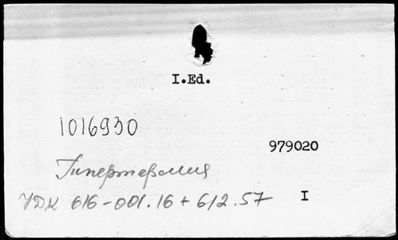 I.Ed.
1016930
979020
Гипертермия
УДК 616-001.16+612.57
I